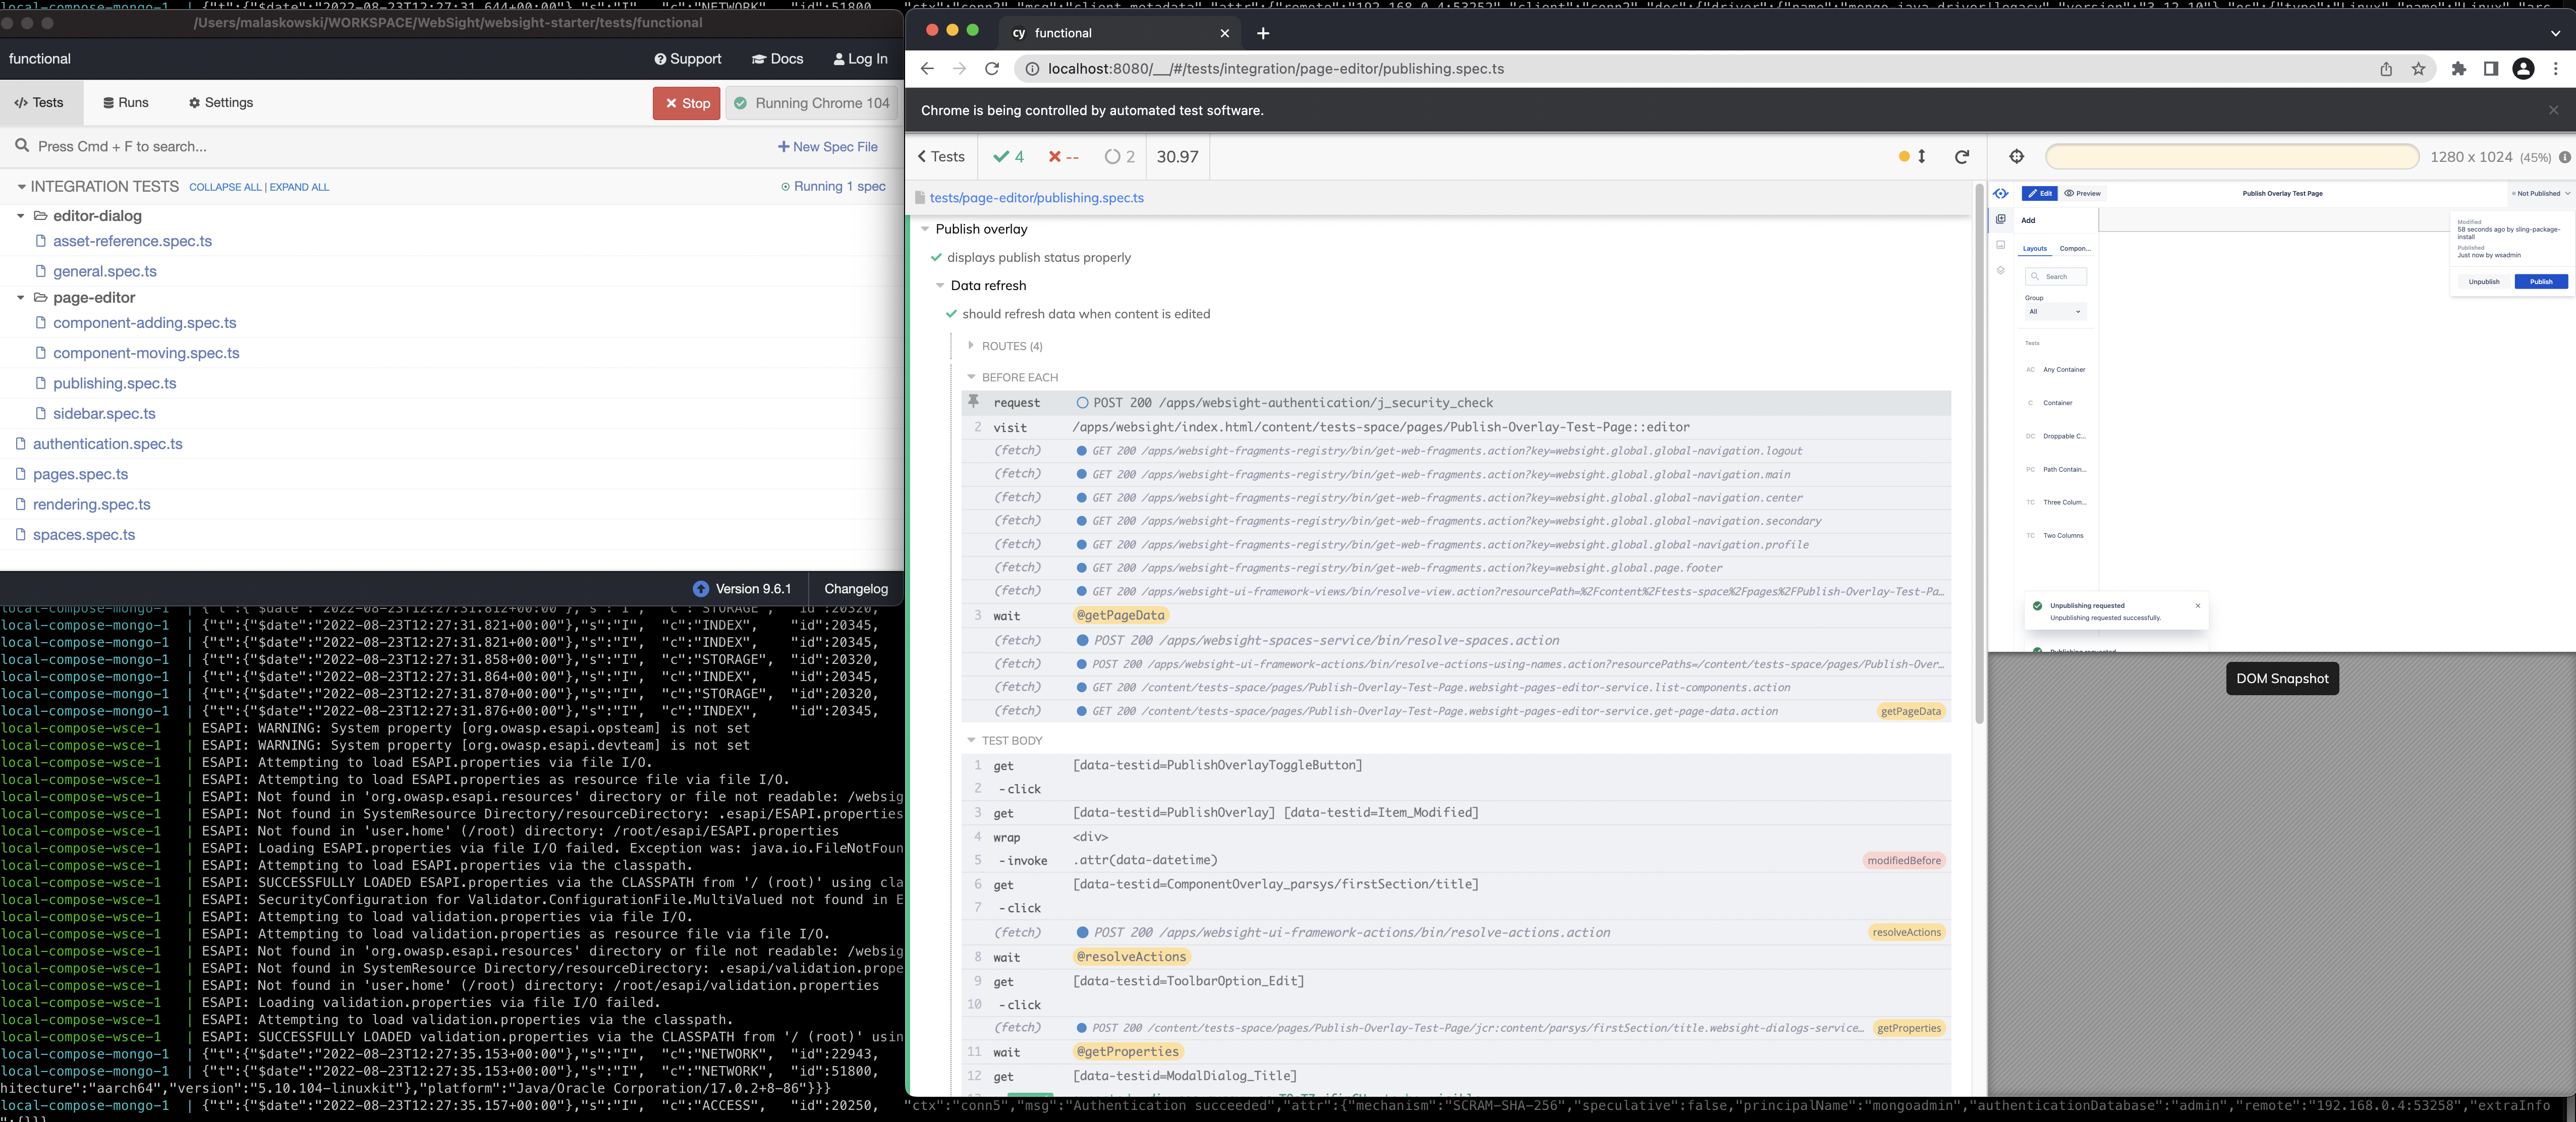 /Users/malaskowski/WORKSPACE/WebSight/websight-starter/tests/functional
functional
Support
Docs
Log In
Tests
Runs
Settings
Stop
Running Chrome 104
Press Cmd + F to search...
New Spec File
INTEGRATION TESTS COLLAPSE ALL | EXPAND ALL
Running 1 spec
editor-dialog
asset-reference.spec.ts
general.spec.ts
page-editor
component-adding.spec.ts
component-moving.spec.ts
publishing.spec.ts
sidebar.spec.ts
authentication.spec.ts
pages.spec.ts
rendering.spec.ts
spaces.spec.ts
Version 9.6.1
Changelog
local-compose-mongo-1 | {"t":{"$date":"2022-08-23T12:27:31.812+00:00"},"s":"I", "c":"STORAGE", "id":20320,
local-compose-mongo-1 | {"t":{"$date":"2022-08-23T12:27:31.821+00:00"},"s":"I", "c":"INDEX", "id":20345,
local-compose-mongo-1 | {"t":{"$date":"2022-08-23T12:27:31.821+00:00"},"s":"I", "c":"INDEX", "id":20345,
local-compose-mongo-1 | {"t":{"$date":"2022-08-23T12:27:31.858+00:00"},"s":"I", "c":"STORAGE", "id":20320,
local-compose-mongo-1 | {"t":{"$date":"2022-08-23T12:27:31.864+00:00"},"s":"I", "c":"INDEX", "id":20345,
local-compose-mongo-1 | {"t":{"$date":"2022-08-23T12:27:31.870+00:00"},"s":"I", "c":"STORAGE", "id":20320,
local-compose-mongo-1 | {"t":{"$date":"2022-08-23T12:27:31.876+00:00"},"s":"I", "c":"INDEX", "id":20345,
local-compose-wsce-1 | ESAPI: WARNING: System property [org.owasp.esapi.opsteam] is not set
local-compose-wsce-1 | ESAPI: WARNING: System property [org.owasp.esapi.devteam] is not set
local-compose-wsce-1 | ESAPI: Attempting to load ESAPI.properties via file I/O.
local-compose-wsce-1 | ESAPI: Attempting to load ESAPI.properties as resource file via file I/O.
local-compose-wsce-1 | ESAPI: Not found in 'org.owasp.esapi.resources' directory or file not readable: /websig
local-compose-wsce-1 | ESAPI: Not found in SystemResource Directory/resourceDirectory: .esapi/ESAPI.properties
local-compose-wsce-1 | ESAPI: Not found in 'user.home' (/root) directory: /root/esapi/ESAPI.properties
local-compose-wsce-1 | ESAPI: Loading ESAPI.properties via file I/O failed. Exception was: java.io.FileNotFoun
local-compose-wsce-1 | ESAPI: Attempting to load ESAPI.properties via the classpath.
local-compose-wsce-1 | ESAPI: SUCCESSFULLY LOADED ESAPI.properties via the CLASSPATH from '/ (root)' using cla
local-compose-wsce-1 | ESAPI: SecurityConfiguration for Validator.ConfigurationFile.MultiValued not found in E
local-compose-wsce-1 | ESAPI: Attempting to load validation.properties via file I/O.
local-compose-wsce-1 | ESAPI: Attempting to load validation.properties as resource file via file I/O.
local-compose-wsce-1 | ESAPI: Not found in 'org.owasp.esapi.resources' directory or file not readable: /websig
local-compose-wsce-1 | ESAPI: Not found in SystemResource Directory/resourceDirectory: .esapi/validation.prope
local-compose-wsce-1 | ESAPI: Not found in 'user.home' (/root) directory: /root/esapi/validation.properties
local-compose-wsce-1 | ESAPI: Loading validation.properties via file I/O failed.
local-compose-wsce-1 | ESAPI: Attempting to load validation.properties via the classpath.
local-compose-wsce-1 | ESAPI: SUCCESSFULLY LOADED validation.properties via the CLASSPATH from '/ (root)' usin
local-compose-mongo-1 | {"t":{"$date":"2022-08-23T12:27:35.153+00:00"},"s":"I", "c":"NETWORK", "id":22943,
local-compose-mongo-1 | {"t":{"$date":"2022-08-23T12:27:35.153+00:00"},"s":"I", "c":"NETWORK", "id":51800,
hitecture":"aarch64","version":"5.10.104-linuxkit"},"platform":"Java/Oracle Corporation/17.0.2+8-86"}}}
local-compose-mongo-1 | {"t":{"$date":"2022-08-23T12:27:35.157+00:00"},"s":"I", "c":"ACCESS", "id":20250, "ctx":"conn5","msg":"Authentication succeeded","attr":{"mechanism":"SCRAM-SHA-256","speculative":false,"principalName":"mongoadmin","authenticationDatabase":"admin","remote":"192.168.0.4:53258","extraInfo
":{}}}
cy functional
localhost:8080/__/#/tests/integration/page-editor/publishing.spec.ts
Chrome is being controlled by automated test software.
Tests
4
--
2
30.97
1280 x 1024 (45%)
tests/page-editor/publishing.spec.ts
Publish overlay
displays publish status properly
Data refresh
should refresh data when content is edited
ROUTES (4)
BEFORE EACH
request POST 200 /apps/websight-authentication/j_security_check
2 visit /apps/websight/index.html/content/tests-space/pages/Publish-Overlay-Test-Page::editor
(fetch) GET 200 /apps/websight-fragments-registry/bin/get-web-fragments.action?key=websight.global.global-navigation.logout
(fetch) GET 200 /apps/websight-fragments-registry/bin/get-web-fragments.action?key=websight.global.global-navigation.main
(fetch) GET 200 /apps/websight-fragments-registry/bin/get-web-fragments.action?key=websight.global.global-navigation.center
(fetch) GET 200 /apps/websight-fragments-registry/bin/get-web-fragments.action?key=websight.global.global-navigation.secondary
(fetch) GET 200 /apps/websight-fragments-registry/bin/get-web-fragments.action?key=websight.global.global-navigation.profile
(fetch) GET 200 /apps/websight-fragments-registry/bin/get-web-fragments.action?key=websight.global.page.footer
(fetch) GET 200 /apps/websight-ui-framework-views/bin/resolve-view.action?resourcePath=%2Fcontent%2Ftests-space%2Fpages%2FPublish-Overlay-Test-Pa...
3 wait @getPageData
(fetch) POST 200 /apps/websight-spaces-service/bin/resolve-spaces.action
(fetch) POST 200 /apps/websight-ui-framework-actions/bin/resolve-actions-using-names.action?resourcePaths=/content/tests-space/pages/Publish-Over...
(fetch) GET 200 /content/tests-space/pages/Publish-Overlay-Test-Page.websight-pages-editor-service.list-components.action
(fetch) GET 200 /content/tests-space/pages/Publish-Overlay-Test-Page.websight-pages-editor-service.get-page-data.action getPageData
TEST BODY
1 get [data-testid=PublishOverlayToggleButton]
2 -click
3 get [data-testid=PublishOverlay] [data-testid=Item_Modified]
4 wrap <div>
5 -invoke .attr(data-datetime) modifiedBefore
6 get [data-testid=ComponentOverlay_parsys/firstSection/title]
7 -click
(fetch) POST 200 /apps/websight-ui-framework-actions/bin/resolve-actions.action resolveActions
8 wait @resolveActions
9 get [data-testid=ToolbarOption_Edit]
10 -click
(fetch) POST 200 /content/tests-space/pages/Publish-Overlay-Test-Page/jcr:content/parsys/firstSection/title.websight-dialogs-service... getProperties
11 wait @getProperties
12 get [data-testid=ModalDialog_Title]
Edit
Preview
Publish Overlay Test Page
Not Published
Add
Layouts
Compon...
Search
Group
All
Tests
AC Any Container
C Container
DC Droppable C...
PC Path Contain...
TC Three Colum...
TC Two Columns
Modified
58 seconds ago by sling-package-
install
Published
Just now by wsadmin
Unpublish
Publish
Unpublishing requested
Unpublishing requested successfully.
DOM Snapshot